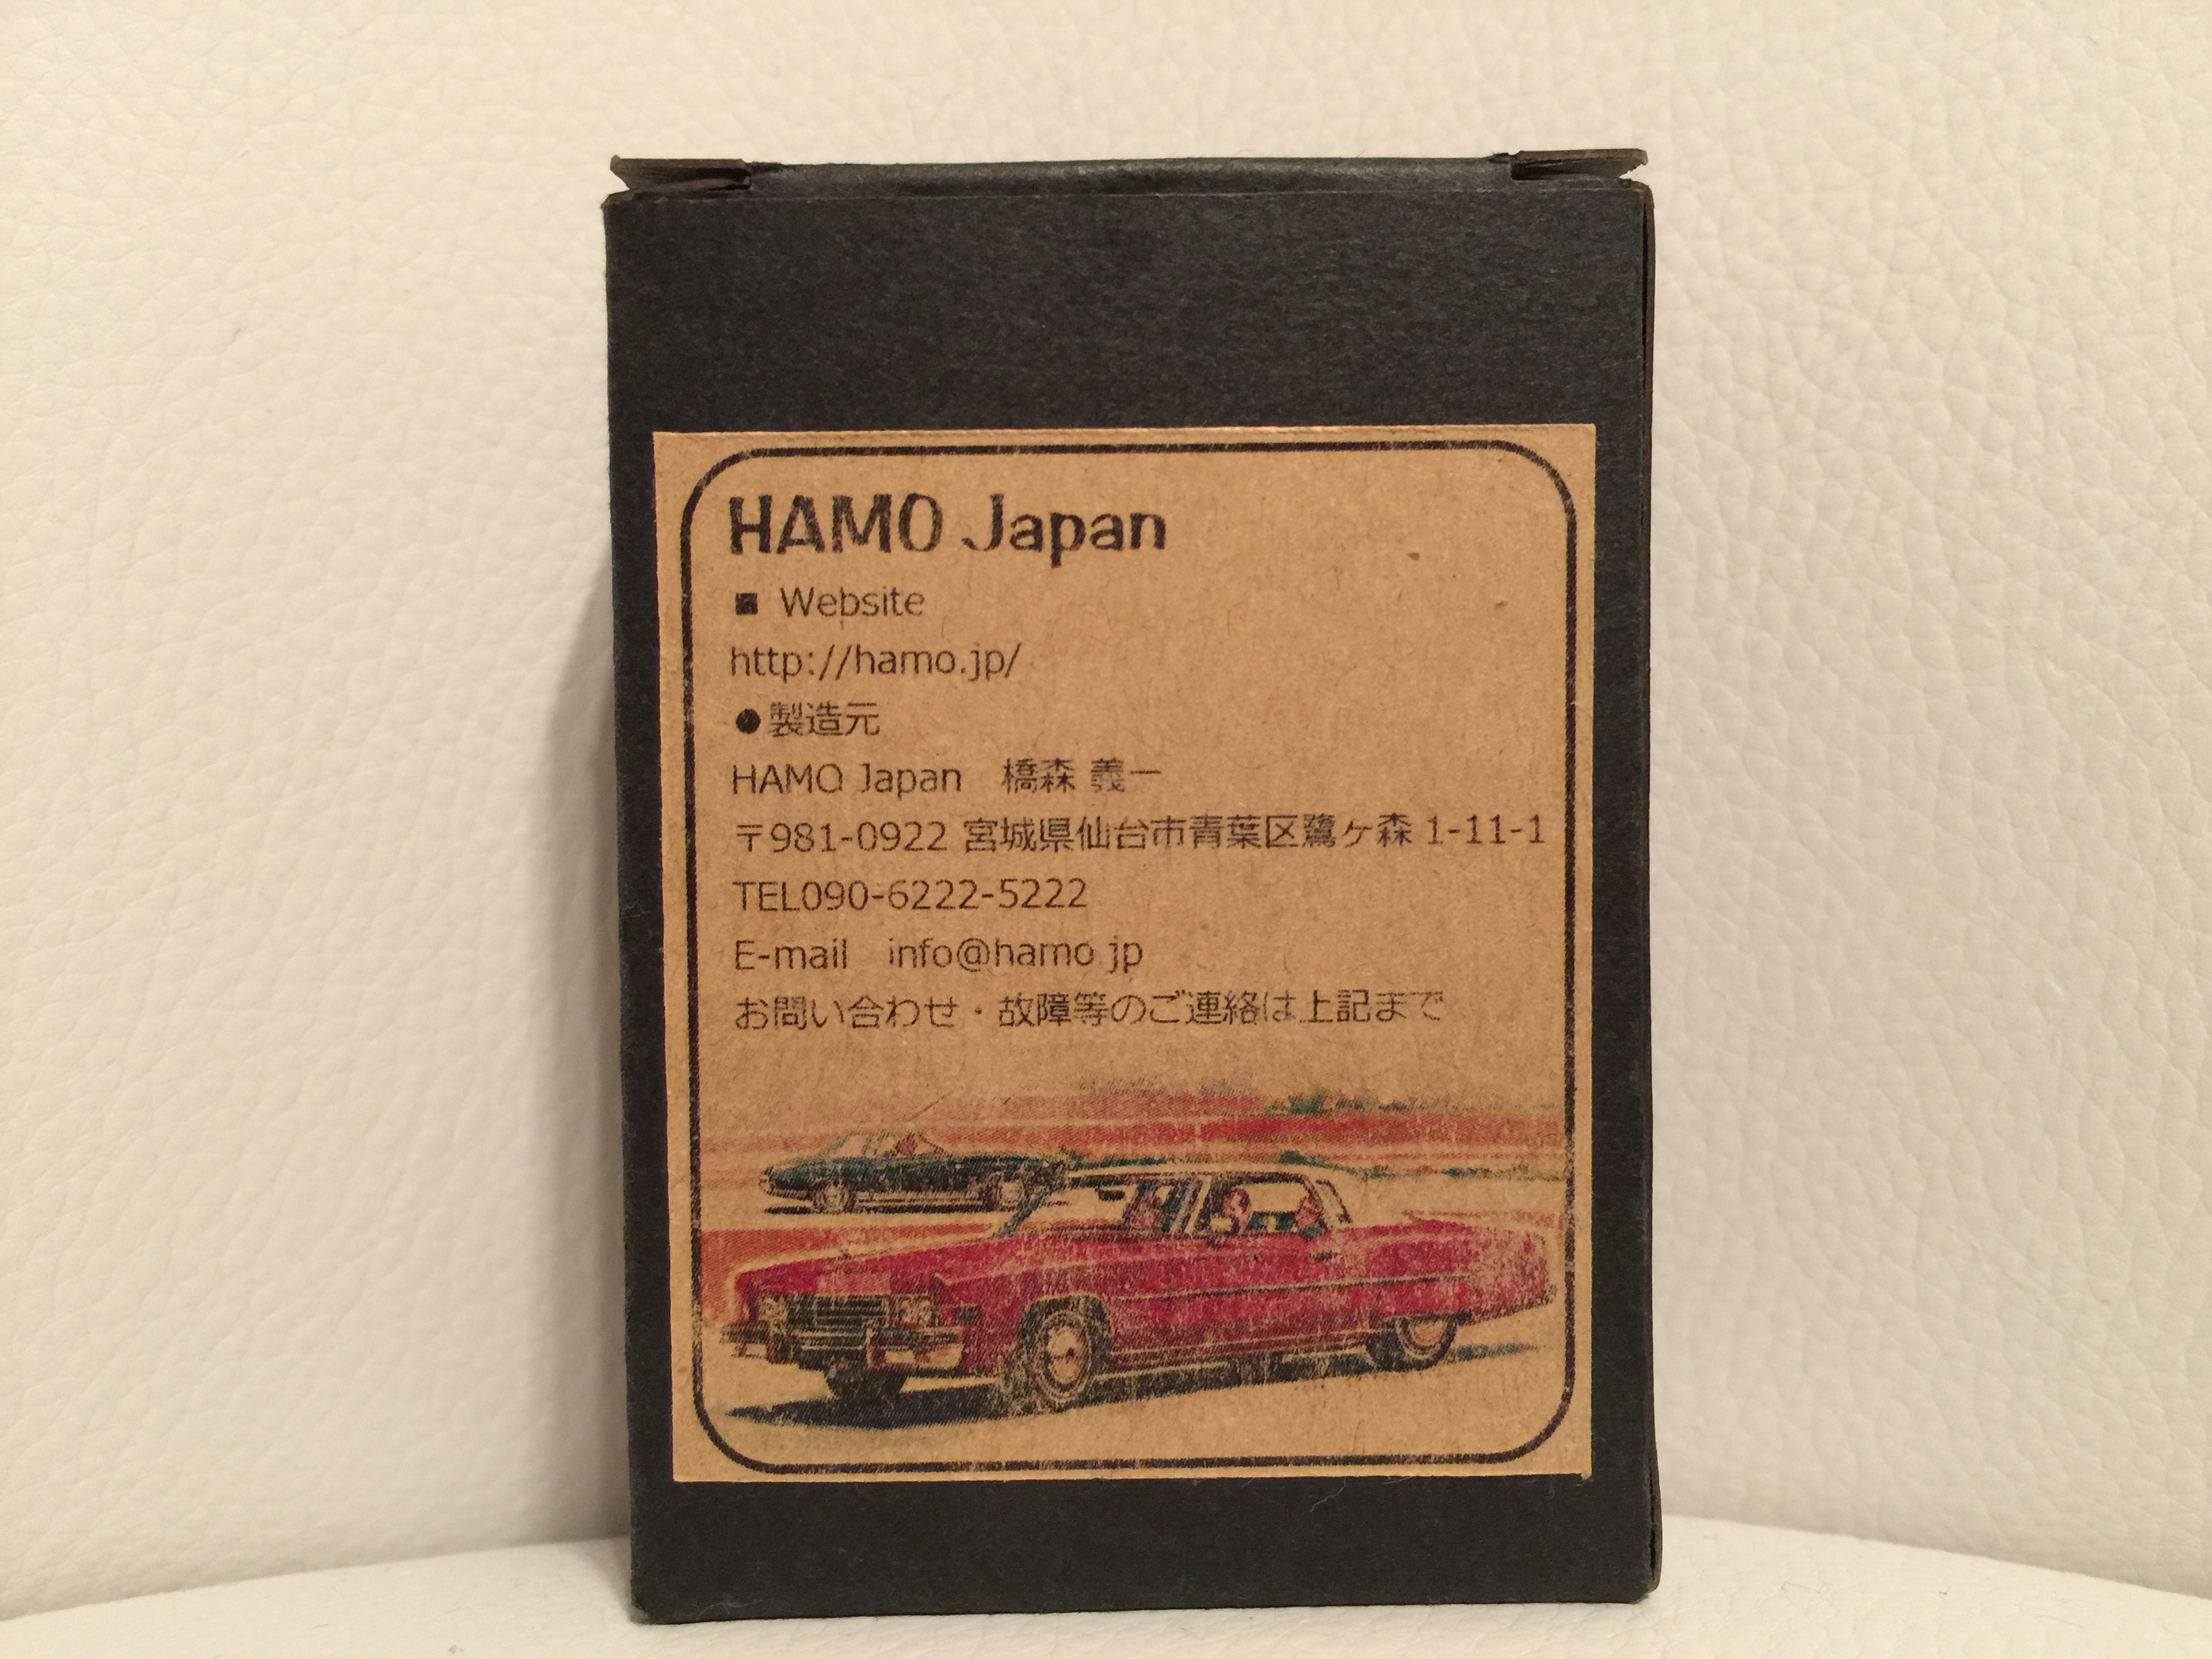 HAMO Japan
■ Website
http://hamo.jp/
●製造元
HAMO Japan　橋森 義一
〒981-0922 宮城県仙台市青葉区鷺ヶ森 1-11-1
TEL090-6222-5222
E-mail　info@hamo jp
お問い合わせ・故障等のご連絡は上記まで